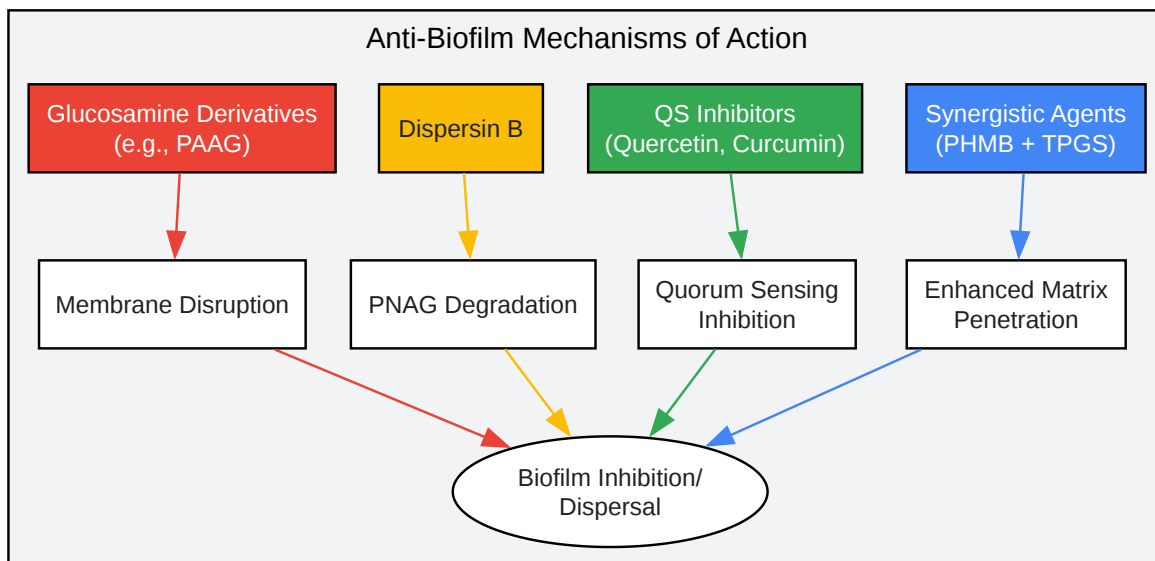 Anti-Biofilm Mechanisms of Action
Glucosamine Derivatives
(e.g., PAAG)
Dispersin B
QS Inhibitors
(Quercetin, Curcumin)
Synergistic Agents
(PHMB + TPGS)
Membrane Disruption
PNAG Degradation
Quorum Sensing
Inhibition
Enhanced Matrix
Penetration
Biofilm Inhibition/
Dispersal